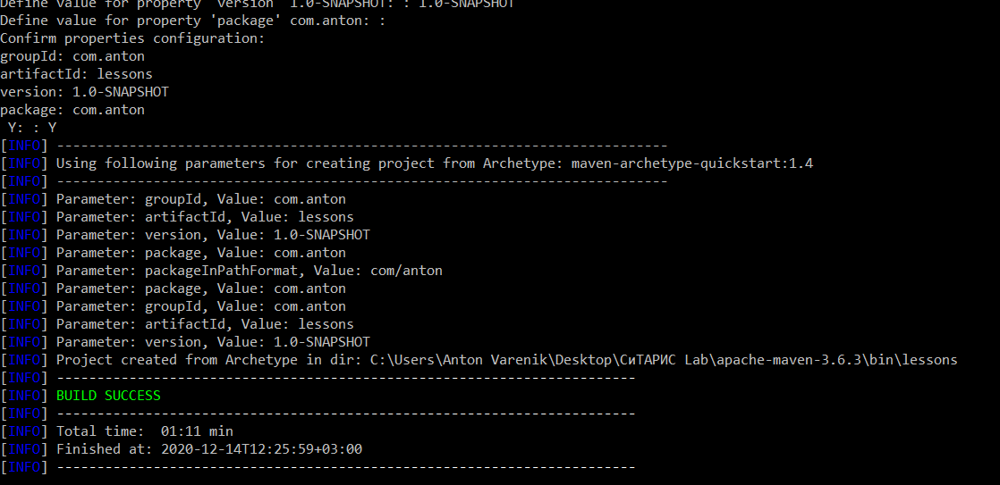 Define value for property 'version' 1.0-SNAPSHOT: : 1.0-SNAPSHOT
Define value for property 'package' com.anton: :
Confirm properties configuration:
groupId: com.anton
artifactId: lessons
version: 1.0-SNAPSHOT
package: com.anton
 Y: : Y
[INFO] ----------------------------------------------------------------------------
[INFO] Using following parameters for creating project from Archetype: maven-archetype-quickstart:1.4
[INFO] ----------------------------------------------------------------------------
[INFO] Parameter: groupId, Value: com.anton
[INFO] Parameter: artifactId, Value: lessons
[INFO] Parameter: version, Value: 1.0-SNAPSHOT
[INFO] Parameter: package, Value: com.anton
[INFO] Parameter: packageInPathFormat, Value: com/anton
[INFO] Parameter: package, Value: com.anton
[INFO] Parameter: groupId, Value: com.anton
[INFO] Parameter: artifactId, Value: lessons
[INFO] Parameter: version, Value: 1.0-SNAPSHOT
[INFO] Project created from Archetype in dir: C:\Users\Anton Varenik\Desktop\СиТАРИС Lab\apache-maven-3.6.3\bin\lessons
[INFO] ------------------------------------------------------------------------
[INFO] BUILD SUCCESS
[INFO] ------------------------------------------------------------------------
[INFO] Total time:  01:11 min
[INFO] Finished at: 2020-12-14T12:25:59+03:00
[INFO] ------------------------------------------------------------------------